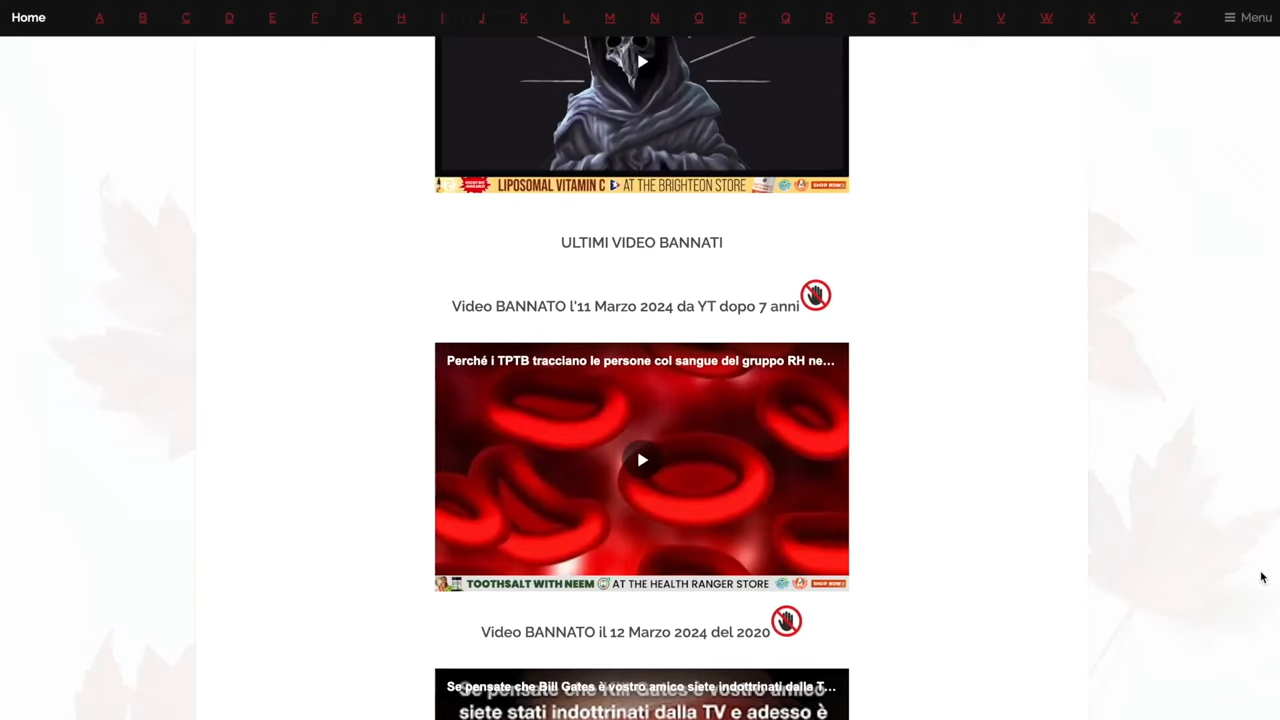 Home A B C D E F G H I J K L M N O P Q R S T U V W X Y Z Menu
LIPOSOMAL VITAMIN C AT THE BRIGHTEON STORE SHOP NOW
ULTIMI VIDEO BANNATI
Video BANNATO l'11 Marzo 2024 da YT dopo 7 anni
Perché i TPTB tracciano le persone col sangue del gruppo RH ne…
TOOTHSALT WITH NEEM AT THE HEALTH RANGER STORE SHOP NOW
Video BANNATO il 12 Marzo 2024 del 2020
Se pensate che Bill Gates è vostro amico siete indottrinati dalla T…
siete stati indottrinati dalla TV e adesso è